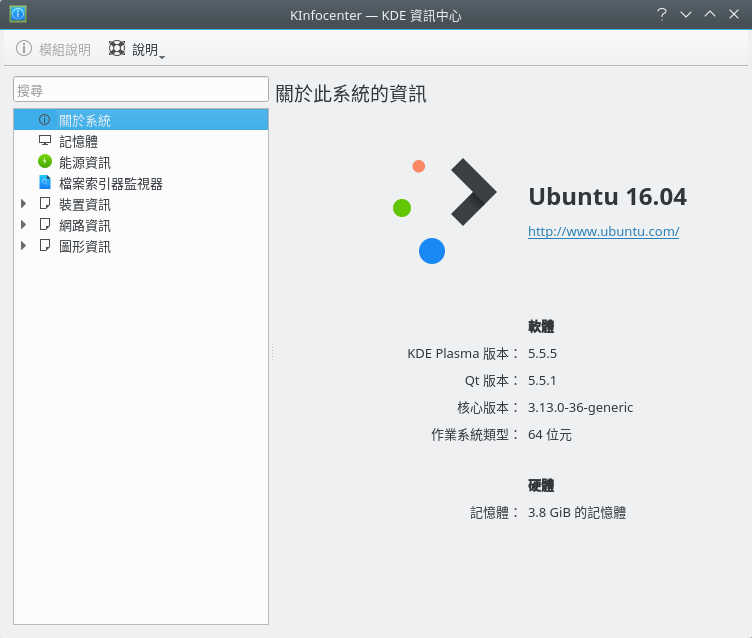 KInfocenter — KDE 資訊中心
模組說明 說明
搜尋
關於系統
記憶體
能源資訊
檔案索引器監視器
裝置資訊
網路資訊
圖形資訊
關於此系統的資訊
Ubuntu 16.04
http://www.ubuntu.com/
軟體
KDE Plasma 版本： 5.5.5
Qt 版本： 5.5.1
核心版本： 3.13.0-36-generic
作業系統類型： 64 位元
硬體
記憶體： 3.8 GiB 的記憶體